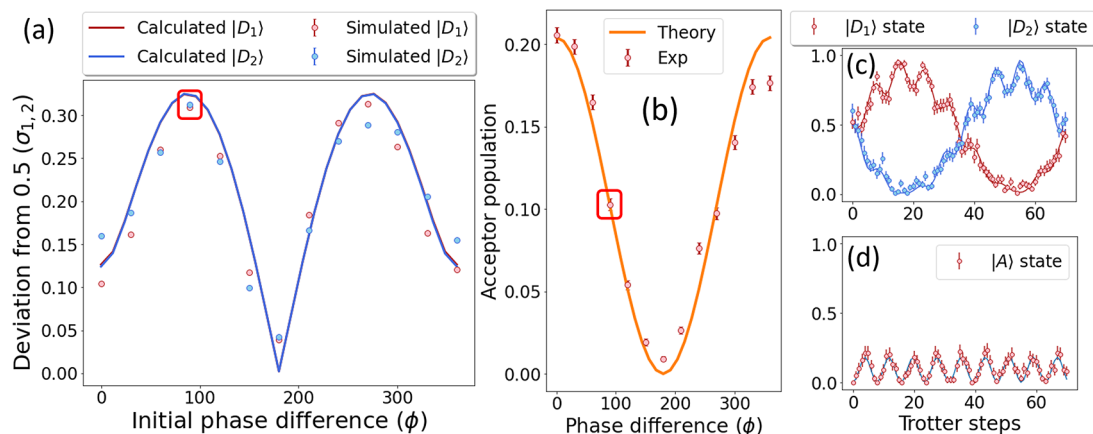 (a)
Calculated |D₁⟩
Simulated |D₁⟩
Calculated |D₂⟩
Simulated |D₂⟩
Deviation from 0.5 (σ₁,₂)
0.30
0.25
0.20
0.15
0.10
0.05
0.00
0 100 200 300
Initial phase difference (ϕ)
(b)
Theory
Exp
Acceptor population
0.20
0.15
0.10
0.05
0.00
0 100 200 300
Phase difference (ϕ)
|D₁⟩ state
|D₂⟩ state
(c)
1.0
0.5
0.0
0 20 40 60
(d)
|A⟩ state
1.0
0.5
0.0
0 20 40 60
Trotter steps